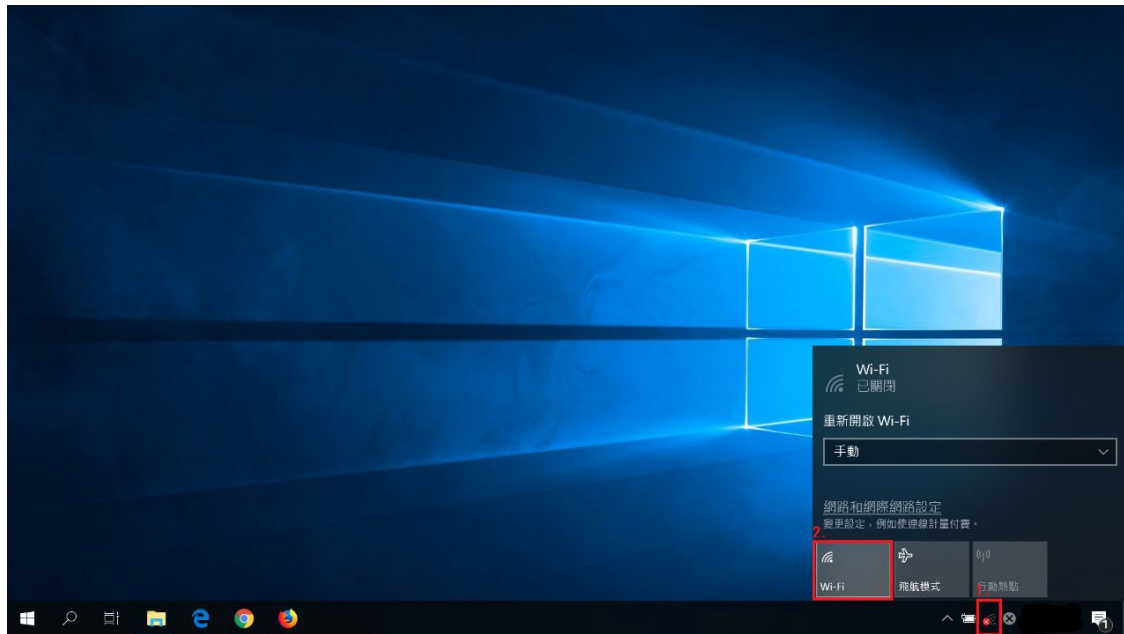 Wi-Fi
已關閉
重新開啟 Wi-Fi
手動
網路和網際網路設定
變更設定，例如使連線計量付費。
2.
Wi-Fi
飛航模式
行動熱點
1.
1